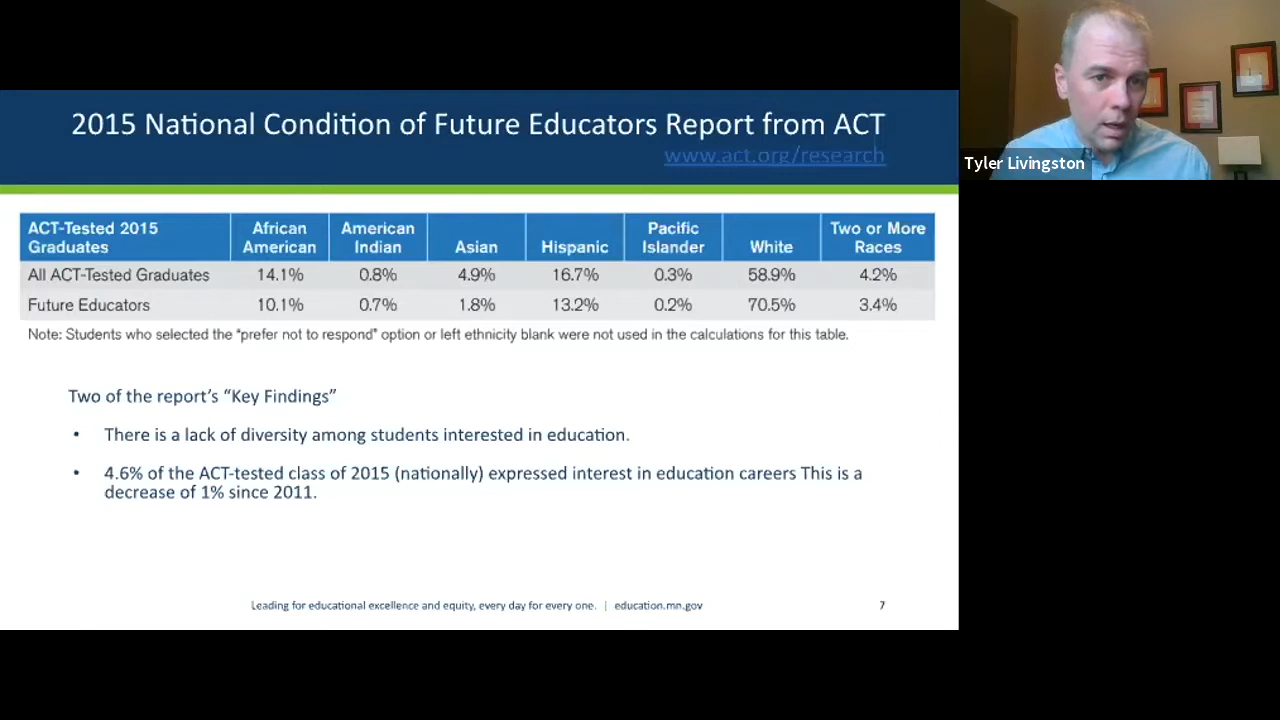 2015 National Condition of Future Educators Report from ACT
www.act.org/research
Tyler Livingston
ACT-Tested 2015 Graduates African American American Indian Asian Hispanic Pacific Islander White Two or More Races
All ACT-Tested Graduates 14.1% 0.8% 4.9% 16.7% 0.3% 58.9% 4.2%
Future Educators 10.1% 0.7% 1.8% 13.2% 0.2% 70.5% 3.4%
Note: Students who selected the “prefer not to respond” option or left ethnicity blank were not used in the calculations for this table.
Two of the report’s “Key Findings”
• There is a lack of diversity among students interested in education.
• 4.6% of the ACT-tested class of 2015 (nationally) expressed interest in education careers This is a
decrease of 1% since 2011.
Leading for educational excellence and equity, every day for every one. | education.mn.gov
7